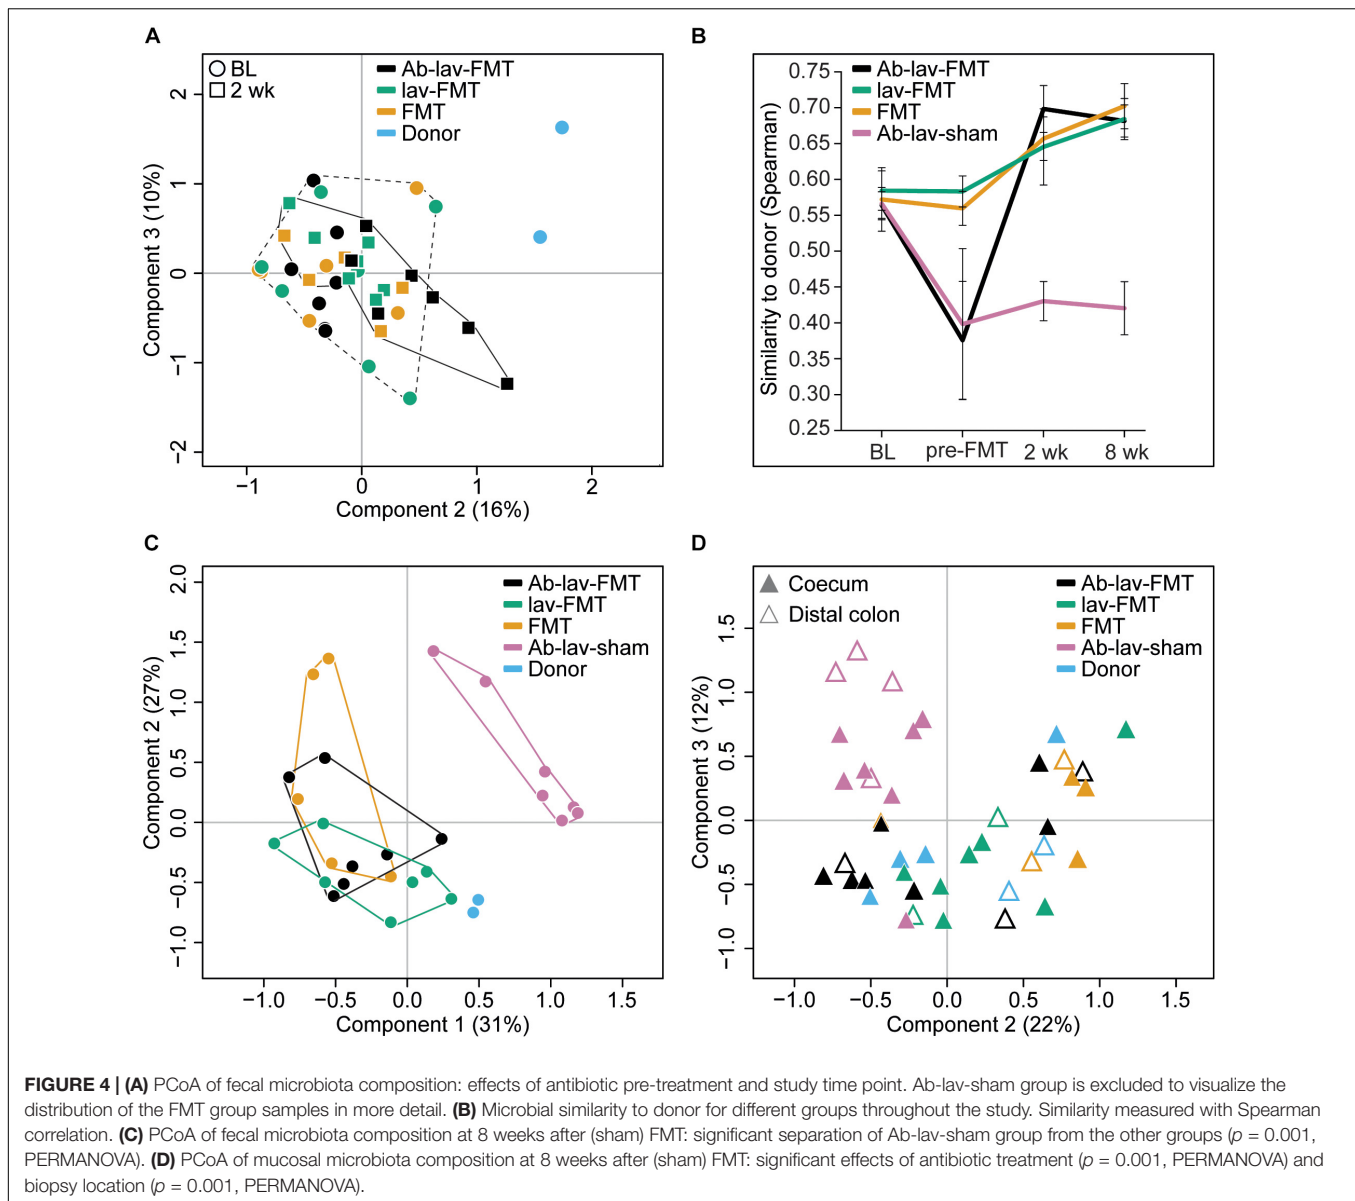 A
BL
2 wk
Ab-lav-FMT
lav-FMT
FMT
Donor
Component 3 (10%)
2
1
0
−1
−2
−1
0
1
2
Component 2 (16%)
B
Ab-lav-FMT
lav-FMT
FMT
Ab-lav-sham
Similarity to donor (Spearman)
0.75
0.70
0.65
0.60
0.55
0.50
0.45
0.40
0.35
0.30
0.25
BL
pre-FMT
2 wk
8 wk
C
Ab-lav-FMT
lav-FMT
FMT
Ab-lav-sham
Donor
Component 2 (27%)
2.0
1.5
1.0
0.5
0.0
−0.5
−1.0
−1.0
−0.5
0.0
0.5
1.0
1.5
Component 1 (31%)
D
Coecum
Distal colon
Ab-lav-FMT
lav-FMT
FMT
Ab-lav-sham
Donor
Component 3 (12%)
1.5
1.0
0.5
0.0
−0.5
−1.0
−1.0
−0.5
0.0
0.5
1.0
1.5
Component 2 (22%)
FIGURE 4 | (A) PCoA of fecal microbiota composition: effects of antibiotic pre-treatment and study time point. Ab-lav-sham group is excluded to visualize the
distribution of the FMT group samples in more detail. (B) Microbial similarity to donor for different groups throughout the study. Similarity measured with Spearman
correlation. (C) PCoA of fecal microbiota composition at 8 weeks after (sham) FMT: significant separation of Ab-lav-sham group from the other groups (p = 0.001,
PERMANOVA). (D) PCoA of mucosal microbiota composition at 8 weeks after (sham) FMT: significant effects of antibiotic treatment (p = 0.001, PERMANOVA) and
biopsy location (p = 0.001, PERMANOVA).